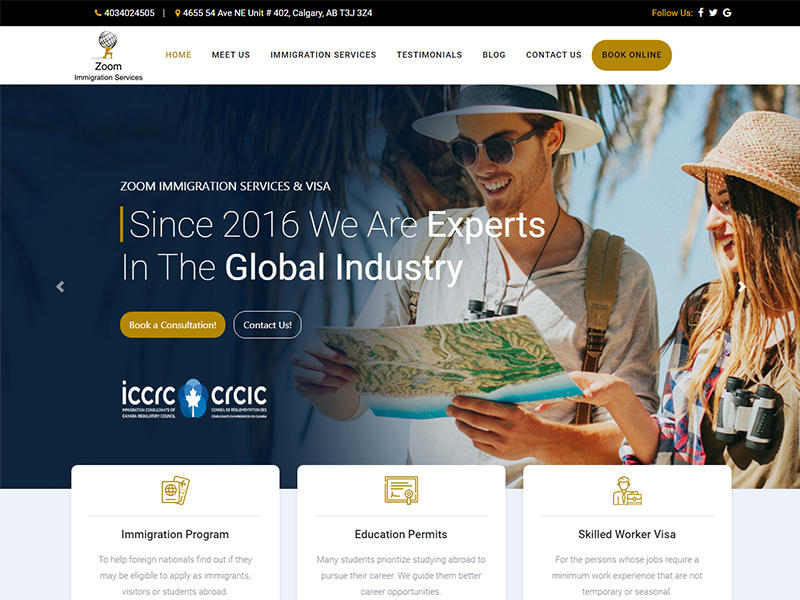 4034024505 | 4655 54 Ave NE Unit # 402, Calgary, AB T3J 3Z4 Follow Us:
Zoom
Immigration Services
HOME MEET US IMMIGRATION SERVICES TESTIMONIALS BLOG CONTACT US BOOK ONLINE
ZOOM IMMIGRATION SERVICES & VISA
Since 2016 We Are Experts
In The Global Industry
Book a Consultation! Contact Us!
iccrc crcic
IMMIGRATION CONSULTANTS OF
CANADA REGULATORY COUNCIL
CONSEIL DE RÉGLEMENTATION DES
CONSULTANTS EN IMMIGRATION DU CANADA
Immigration Program
To help foreign nationals find out if they
may be eligible to apply as immigrants,
visitors or students abroad.
Education Permits
Many students prioritize studying abroad to
pursue their career. We guide them better
career opportunities.
Skilled Worker Visa
For the persons whose jobs require a
minimum work experience that are not
temporary or seasonal.